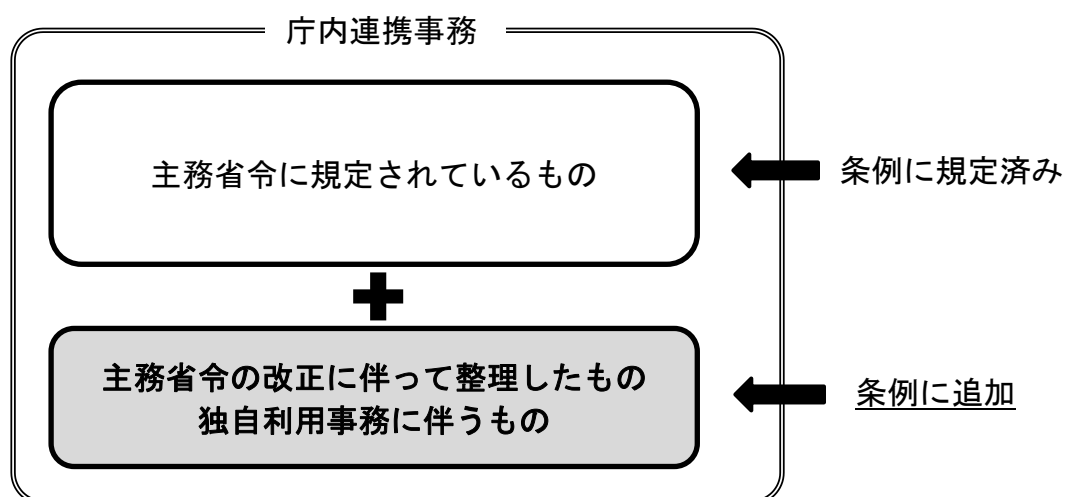 庁内連携事務
主務省令に規定されているもの
条例に規定済み
主務省令の改正に伴って整理したもの
独自利用事務に伴うもの
条例に追加